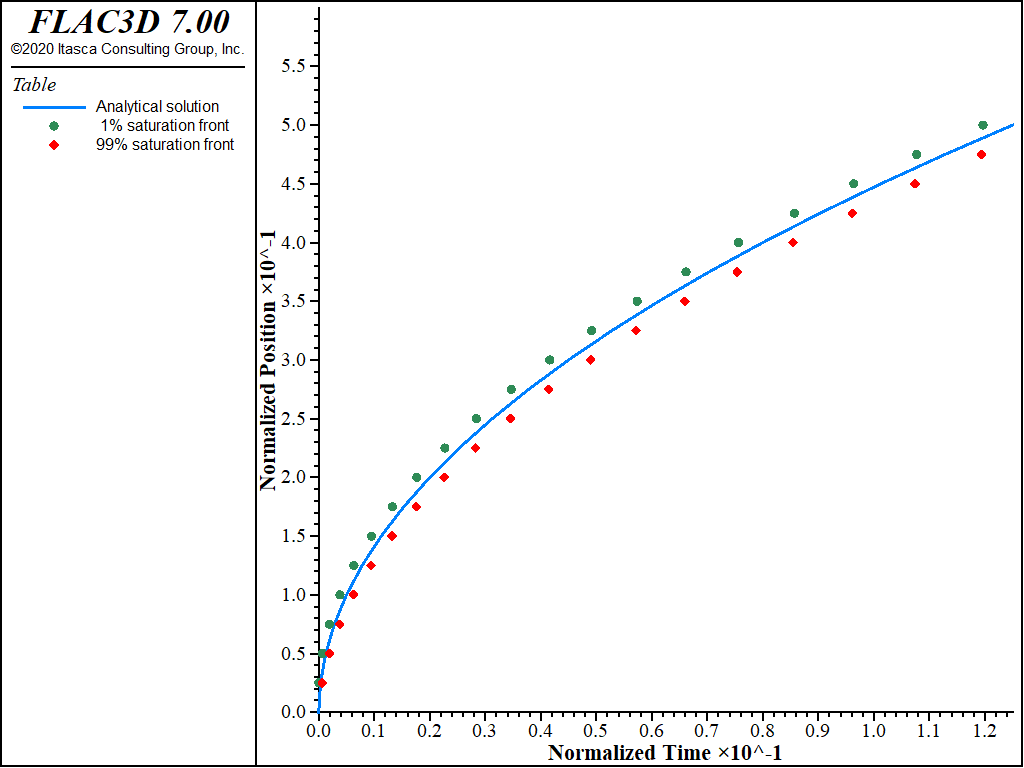 FLAC3D 7.00
©2020 Itasca Consulting Group, Inc.
Table
Analytical solution
1% saturation front
99% saturation front
Normalized Position ×10^-1
5.5
5.0
4.5
4.0
3.5
3.0
2.5
2.0
1.5
1.0
0.5
0.0
0.0 0.1 0.2 0.3 0.4 0.5 0.6 0.7 0.8 0.9 1.0 1.1 1.2
Normalized Time ×10^-1